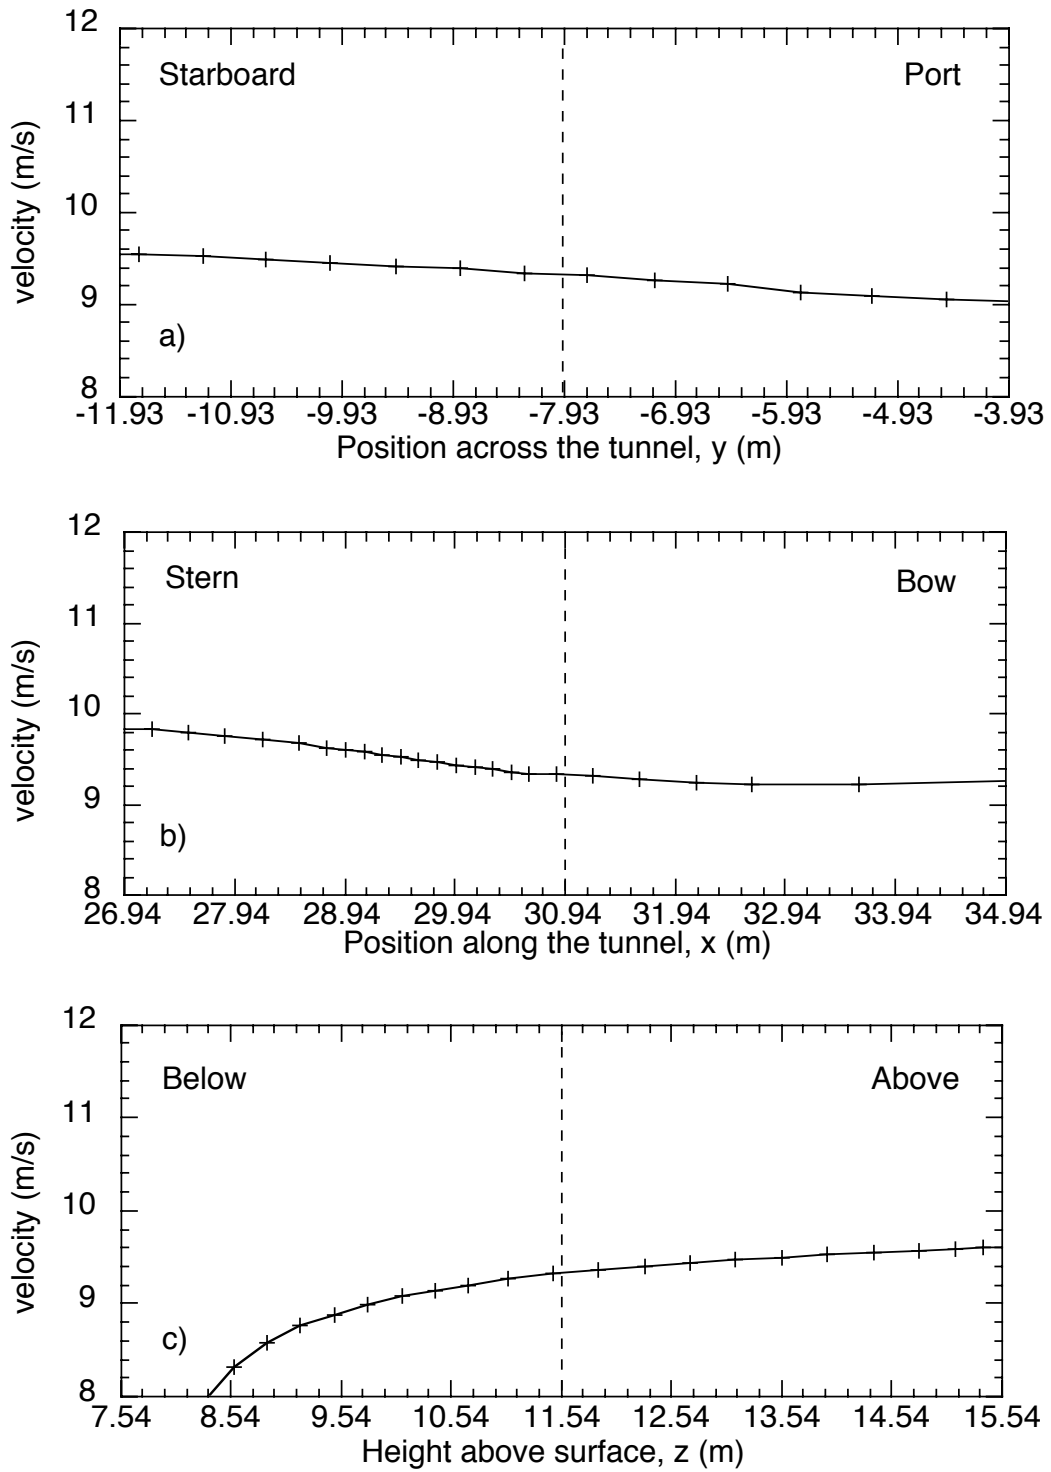 12
11
10
9
8
velocity (m/s)
Starboard
Port
a)
-11.93 -10.93 -9.93 -8.93 -7.93 -6.93 -5.93 -4.93 -3.93
Position across the tunnel, y (m)
12
11
10
9
8
velocity (m/s)
Stern
Bow
b)
26.94 27.94 28.94 29.94 30.94 31.94 32.94 33.94 34.94
Position along the tunnel, x (m)
12
11
10
9
8
velocity (m/s)
Below
Above
c)
7.54 8.54 9.54 10.54 11.54 12.54 13.54 14.54 15.54
Height above surface, z (m)